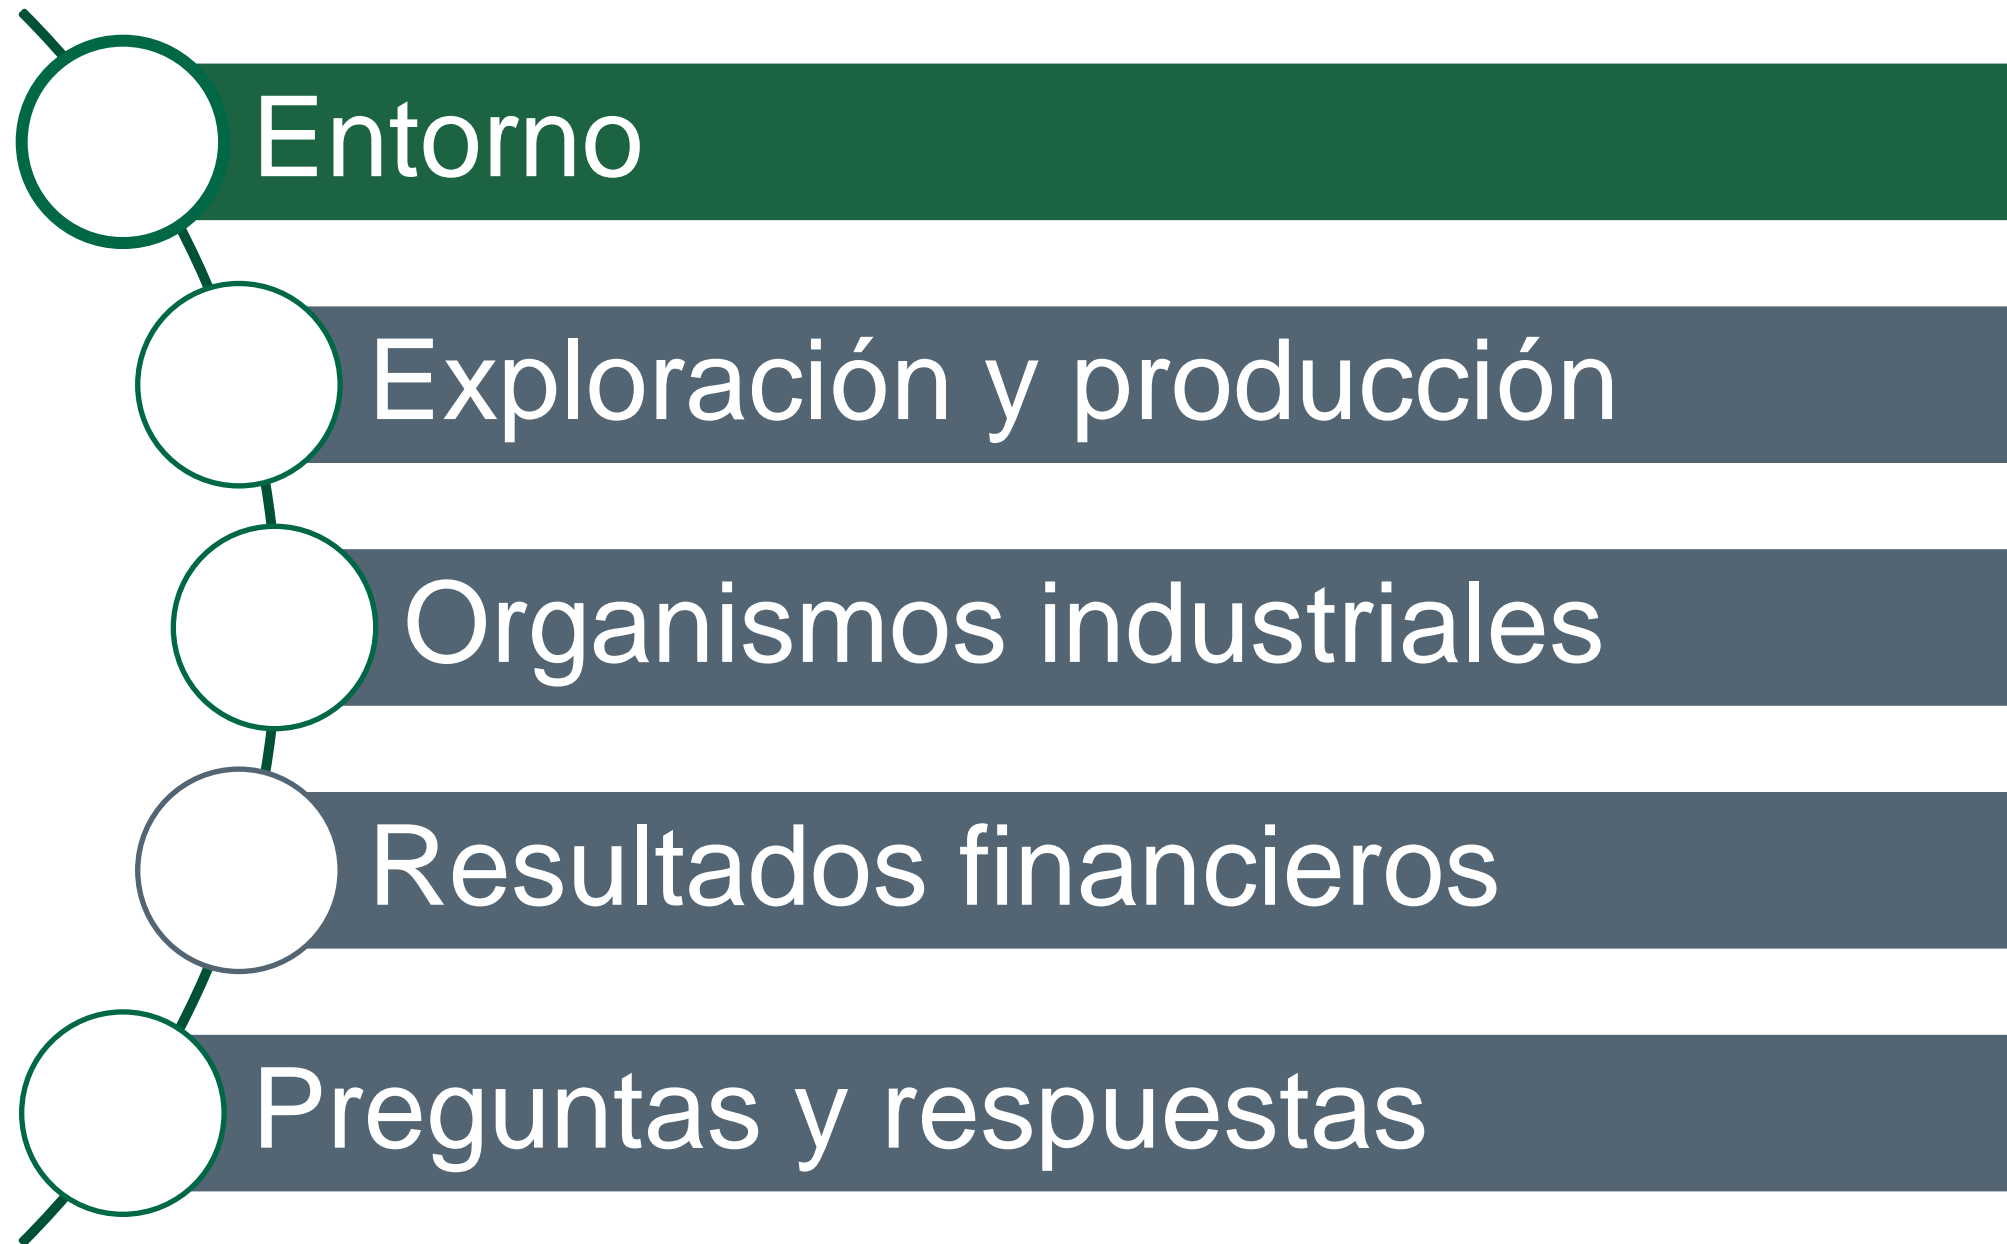 Entorno
Exploración y producción
Organismos industriales
Resultados financieros
Preguntas y respuestas